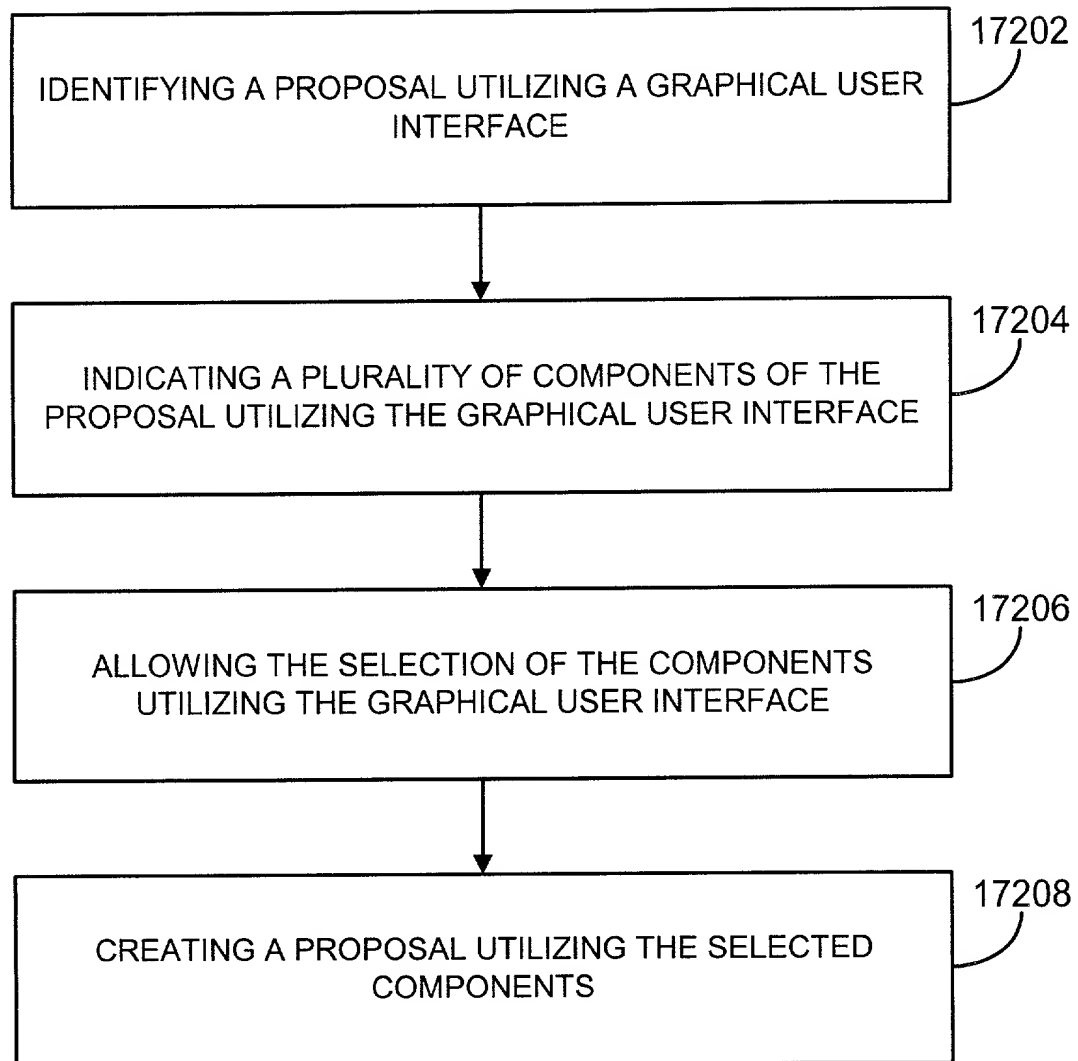 17202
IDENTIFYING A PROPOSAL UTILIZING A GRAPHICAL USER
INTERFACE
17204
INDICATING A PLURALITY OF COMPONENTS OF THE
PROPOSAL UTILIZING THE GRAPHICAL USER INTERFACE
17206
ALLOWING THE SELECTION OF THE COMPONENTS
UTILIZING THE GRAPHICAL USER INTERFACE
17208
CREATING A PROPOSAL UTILIZING THE SELECTED
COMPONENTS